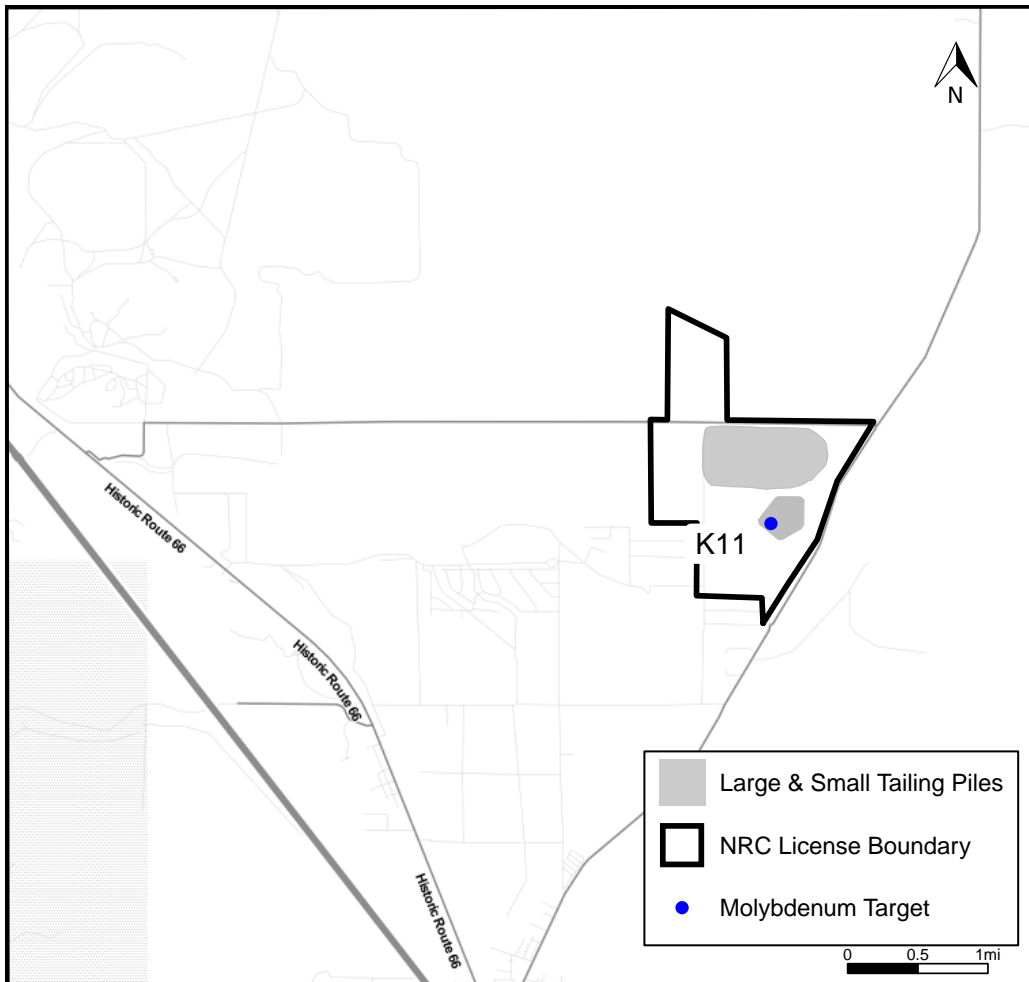 N
Historic Route 66
K11
Historic Route 66
Large & Small Tailing Piles
NRC License Boundary
Molybdenum Target
Historic Route 66
0 0.5 1mi